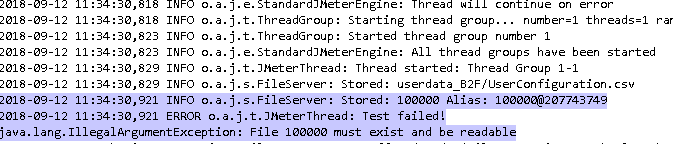 2018-09-12 11:34:30,818 INFO o.a.j.e.StandardJMeterEngine: Thread will continue on error
2018-09-12 11:34:30,818 INFO o.a.j.t.ThreadGroup: Starting thread group... number=1 threads=1 ram
2018-09-12 11:34:30,823 INFO o.a.j.t.ThreadGroup: Started thread group number 1
2018-09-12 11:34:30,823 INFO o.a.j.e.StandardJMeterEngine: All thread groups have been started
2018-09-12 11:34:30,829 INFO o.a.j.t.JMeterThread: Thread started: Thread Group 1-1
2018-09-12 11:34:30,829 INFO o.a.j.s.FileServer: Stored: userdata_B2F/UserConfiguration.csv
2018-09-12 11:34:30,921 INFO o.a.j.s.FileServer: Stored: 100000 Alias: 100000@207743749
2018-09-12 11:34:30,921 ERROR o.a.j.t.JMeterThread: Test failed!
java.lang.IllegalArgumentException: File 100000 must exist and be readable